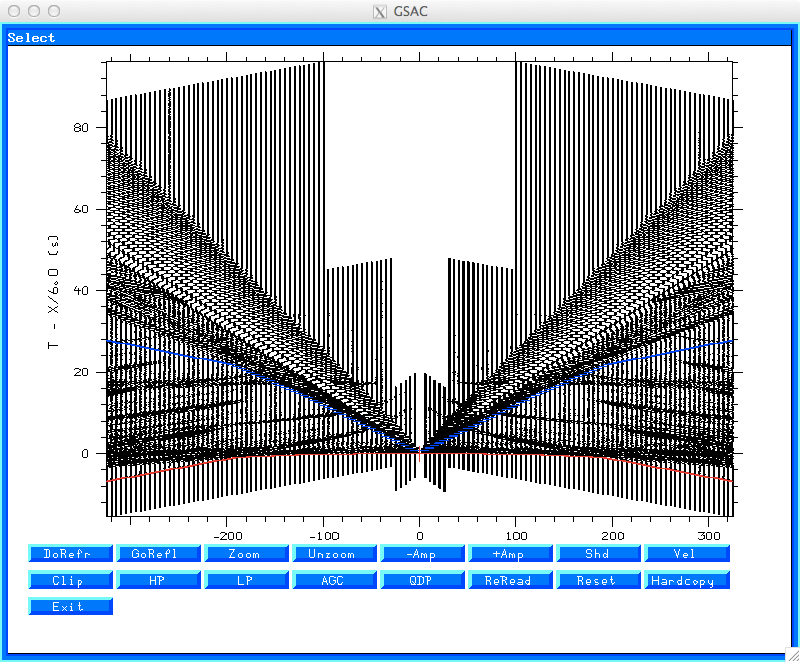 GSAC
Select
80
60
40
20
0
T - X/6.0 (s)
-200 -100 0 100 200 300
DoRefr GoRefl Zoom Unzoom -Amp +Amp Shd Vel
Clip HP LP AGC QDP ReRead Reset Hardcopy
Exit